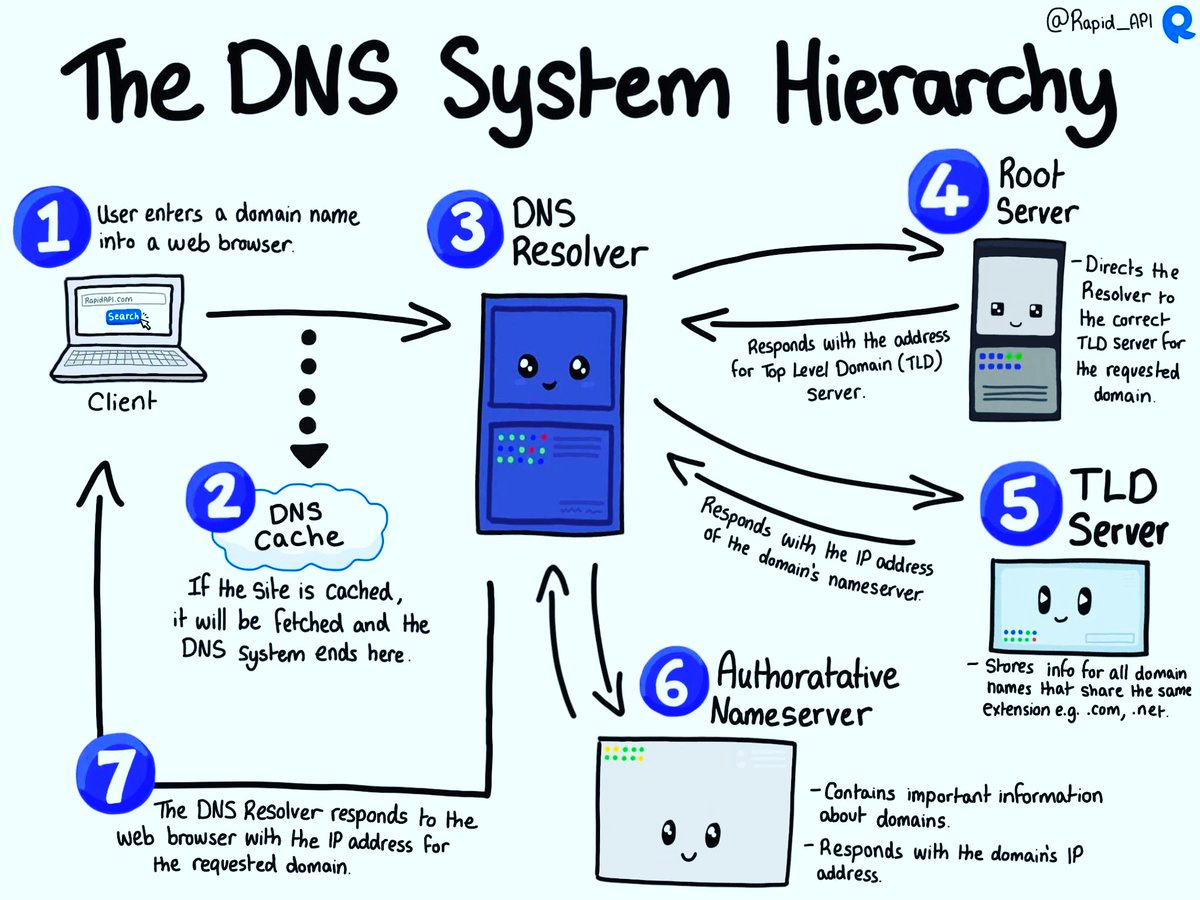 @Rapid_API
The DNS System Hierarchy
1
User enters a domain name
into a web browser.
RapidAPI.com
Search
Client
2
DNS
Cache
If the site is cached,
it will be fetched and the
DNS system ends here.
3
DNS
Resolver
4
Root
Server
- Directs the
Resolver to
the correct
TLD server for
the requested
domain.
Responds with the address
for Top Level Domain (TLD)
server.
5
TLD
Server
Responds with the IP address
of the domain's nameserver.
- Stores info for all domain
names that share the same
extension e.g. .com, .net.
6
Authoratative
Nameserver
- Contains important information
about domains.
- Responds with the domain's IP
address.
7
The DNS Resolver responds to the
web browser with the IP address for
the requested domain.